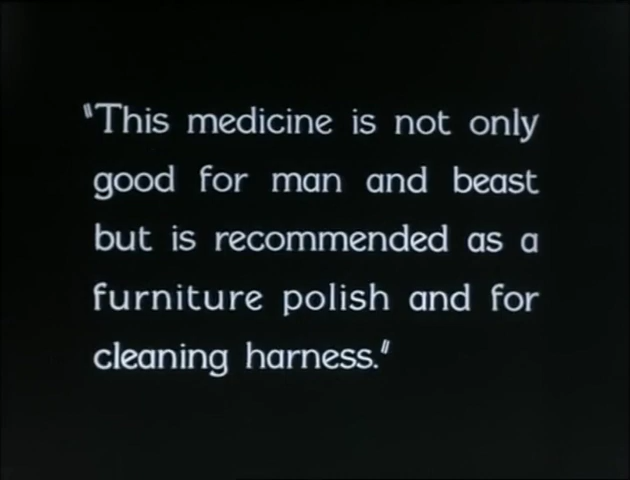 "This medicine is not only
good for man and beast
but is recommended as a
furniture polish and for
cleaning harness."